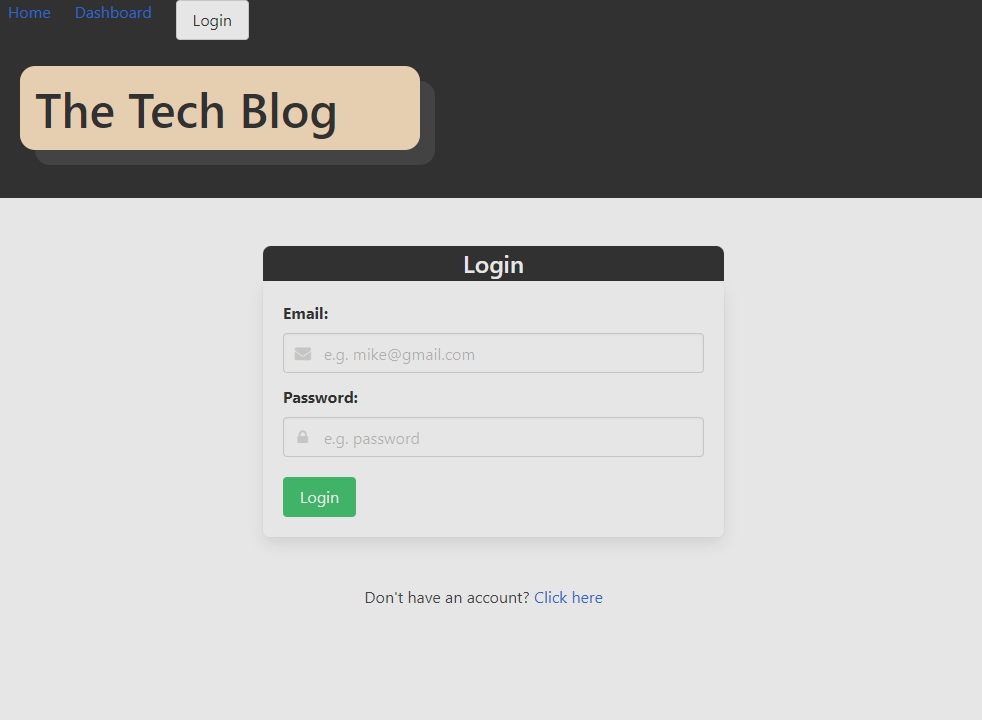 Home Dashboard Login
The Tech Blog
Login
Email:
e.g. mike@gmail.com
Password:
e.g. password
Login
Don't have an account? Click here